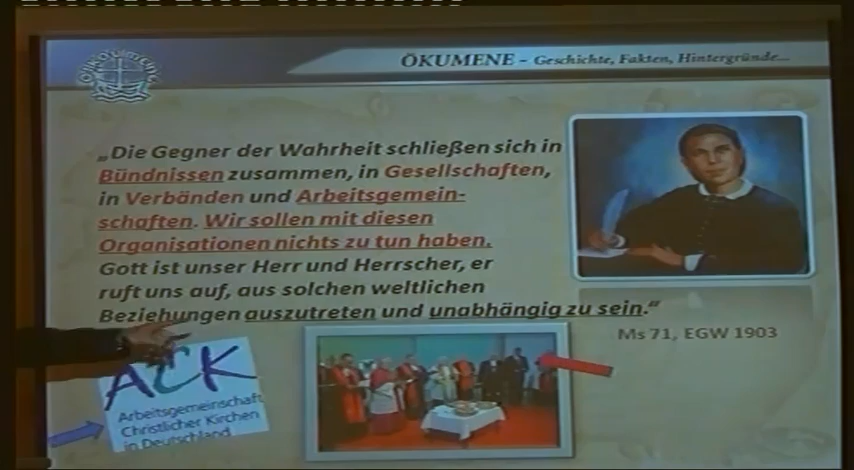 ÖKUMENE - Geschichte, Fakten, Hintergründe...
„Die Gegner der Wahrheit schließen sich in
Bündnissen zusammen, in Gesellschaften,
in Verbänden und Arbeitsgemein-
schaften. Wir sollen mit diesen
Organisationen nichts zu tun haben.
Gott ist unser Herr und Herrscher, er
ruft uns auf, aus solchen weltlichen
Beziehungen auszutreten und unabhängig zu sein.“
Ms 71, EGW 1903
ACK
Arbeitsgemeinschaft
Christlicher Kirchen
in Deutschland